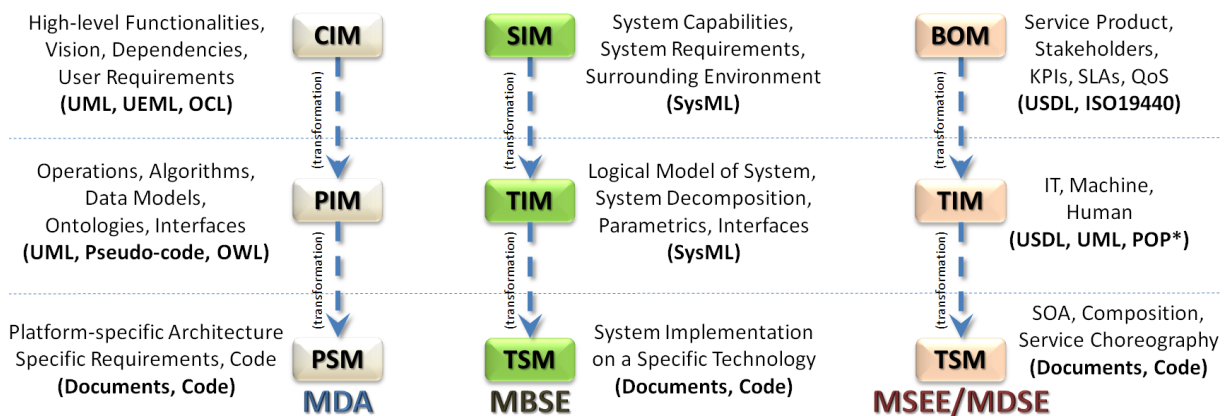 High-level Functionalities,
Vision, Dependencies,
User Requirements
(UML, UEML, OCL)
CIM
(transformation)
SIM
(transformation)
System Capabilities,
System Requirements,
Surrounding Environment
(SysML)
BOM
(transformation)
Service Product,
Stakeholders,
KPIs, SLAs, QoS
(USDL, ISO19440)
Operations, Algorithms,
Data Models,
Ontologies, Interfaces
(UML, Pseudo-code, OWL)
PIM
(transformation)
TIM
(transformation)
Logical Model of System,
System Decomposition,
Parametrics, Interfaces
(SysML)
TIM
(transformation)
IT, Machine,
Human
(USDL, UML, POP*)
Platform-specific Architecture
Specific Requirements, Code
(Documents, Code)
PSM
MDA
TSM
MBSE
System Implementation
on a Specific Technology
(Documents, Code)
TSM
MSEE/MDSE
SOA, Composition,
Service Choreography
(Documents, Code)